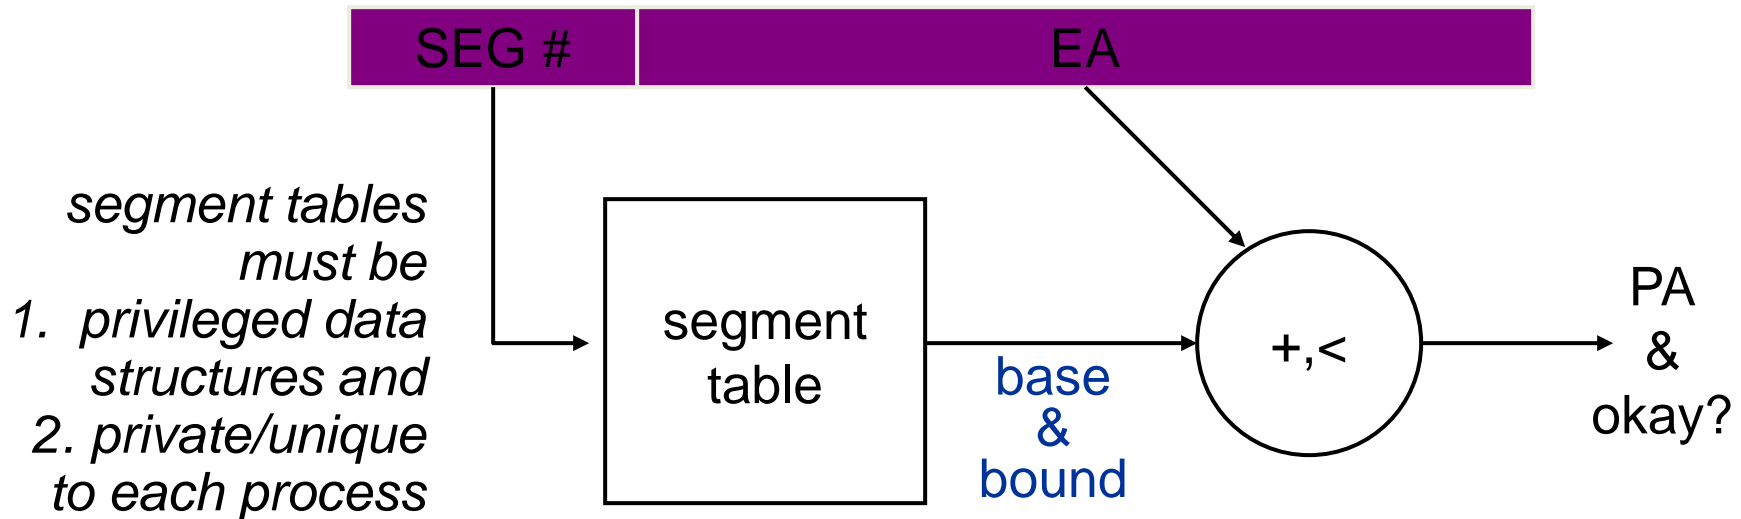 SEG #
EA
segment tables
must be
1. privileged data
structures and
2. private/unique
to each process
segment
table
base
&
bound
+,<
PA
&
okay?